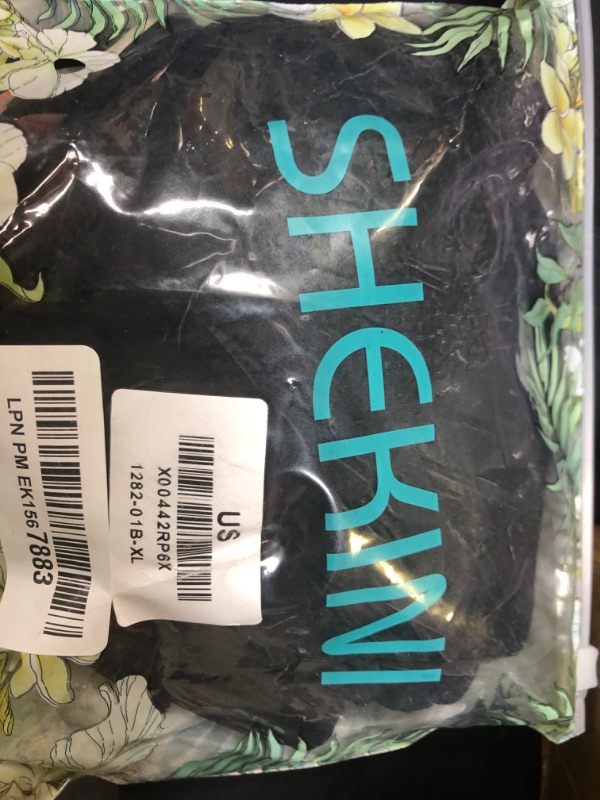 SHEKINI
US
X00442RP6X
1282-01B-XL
LPN PM EK156 7883